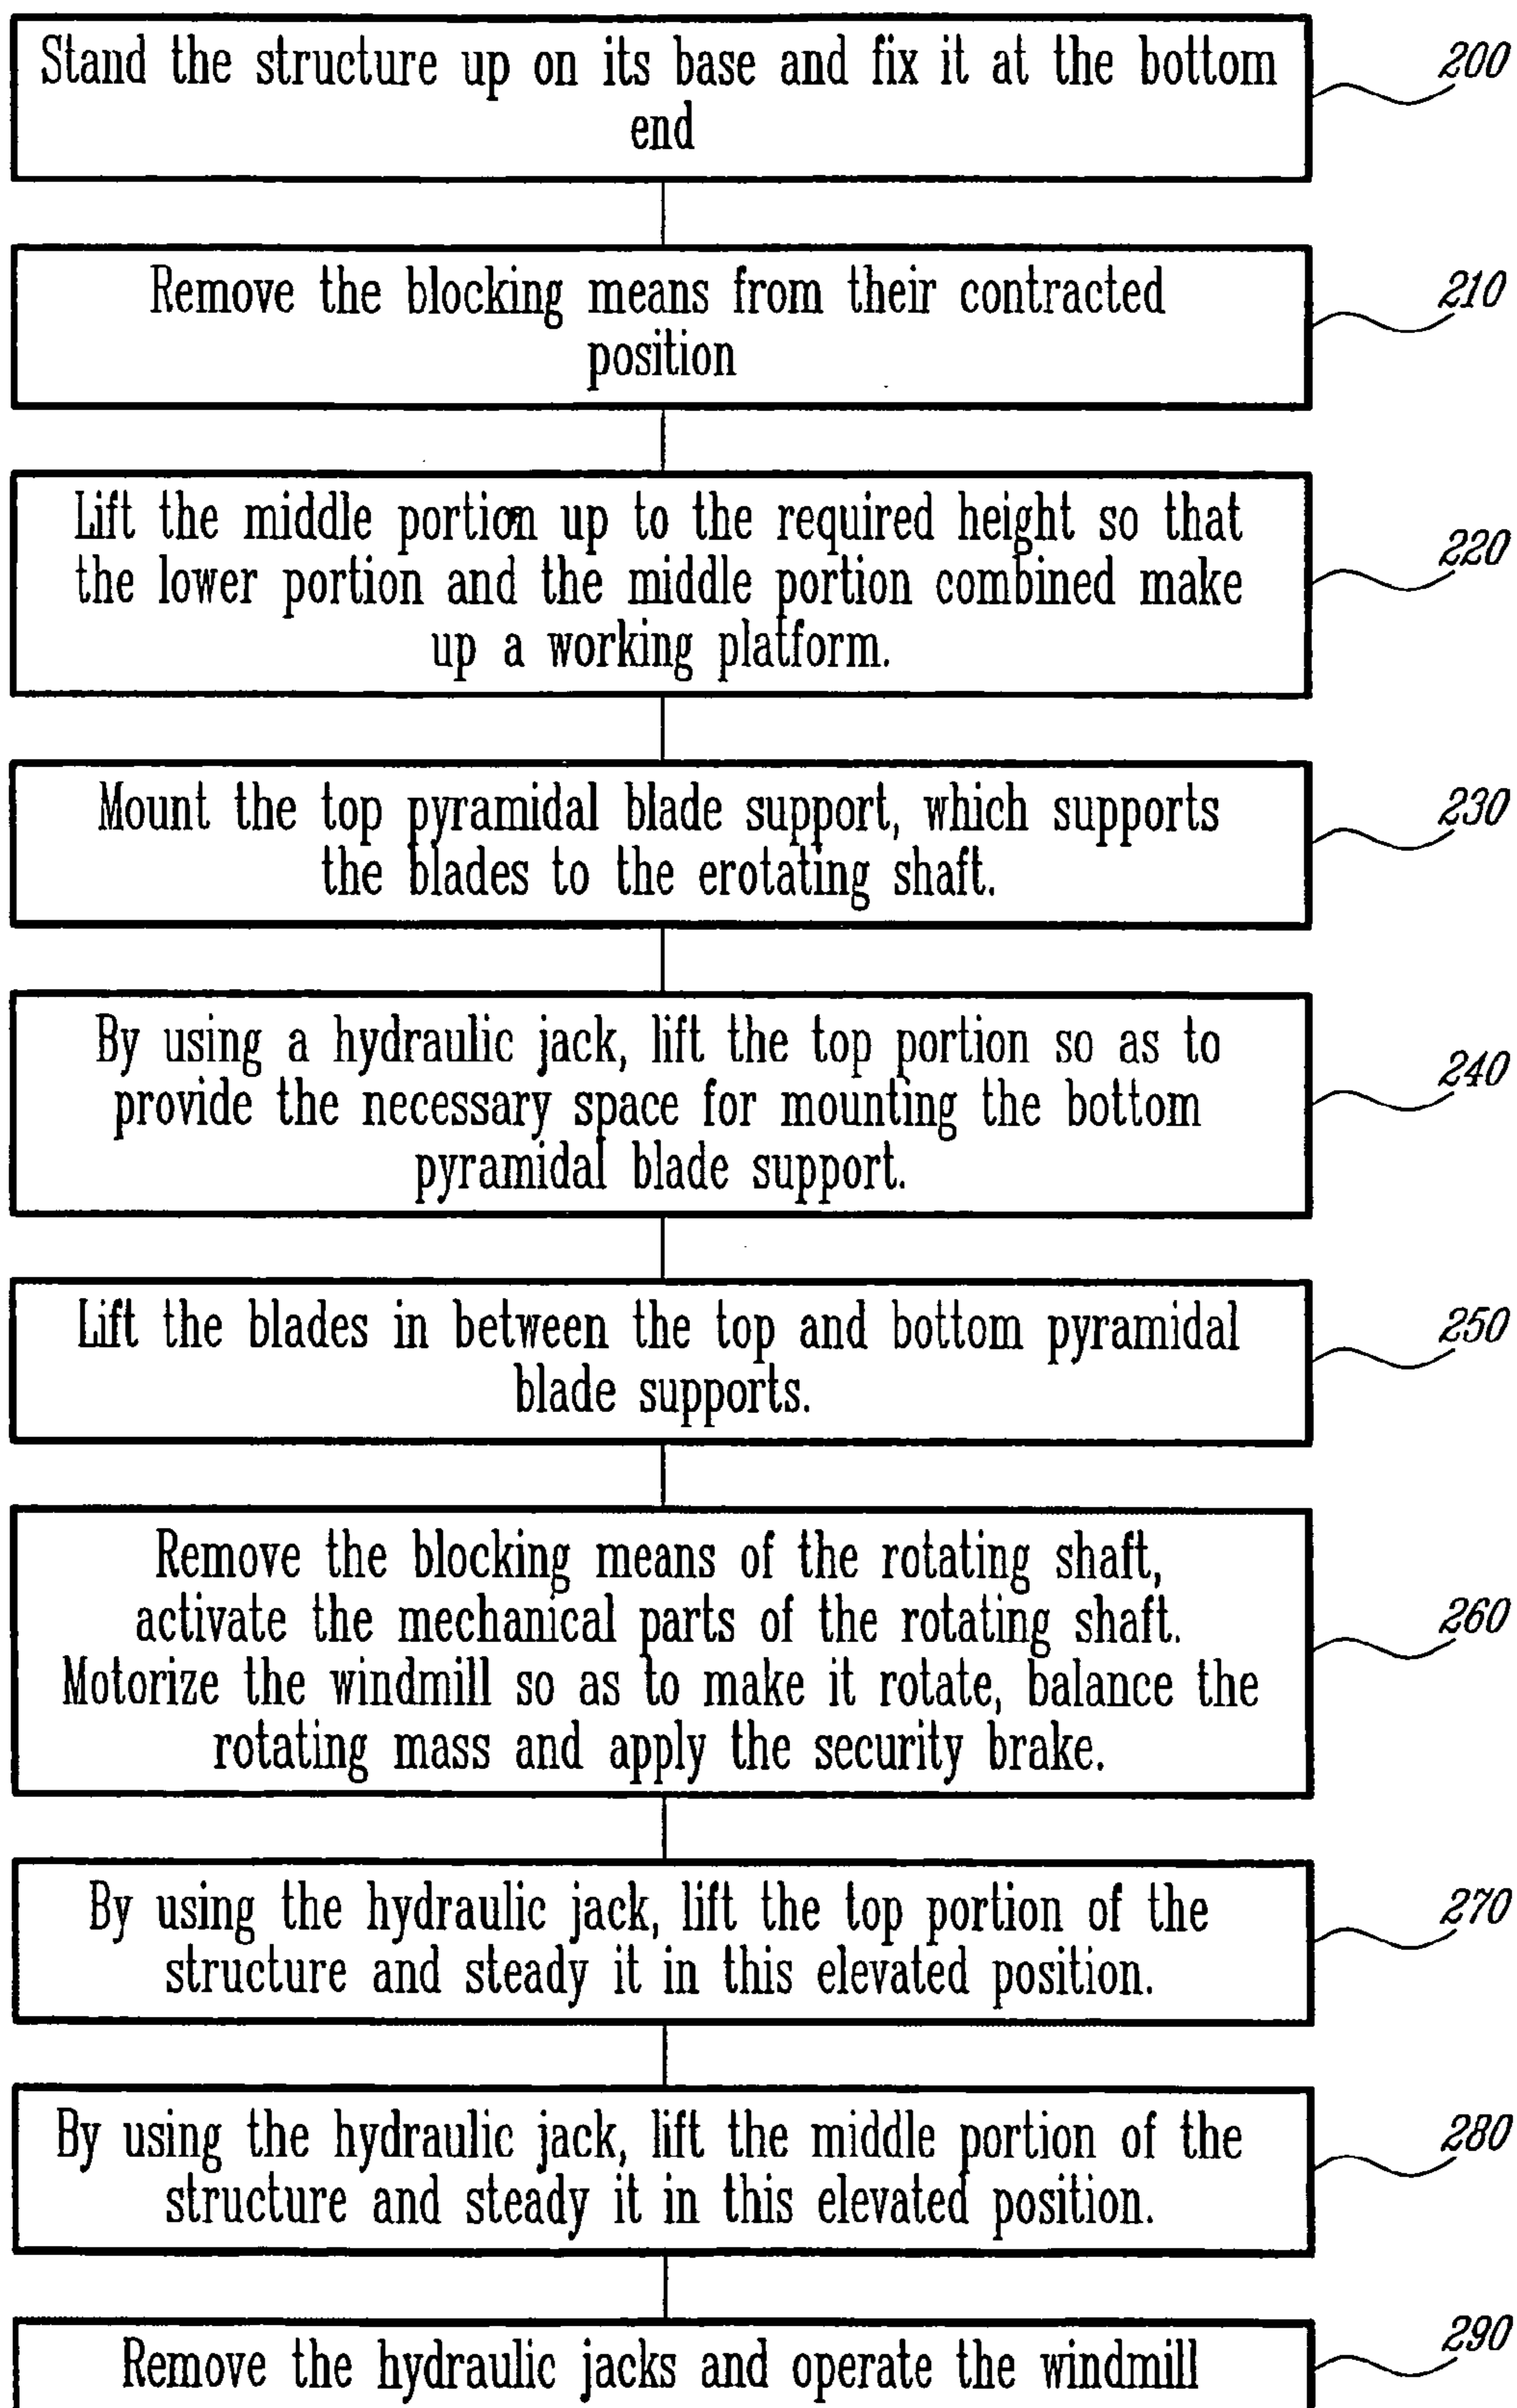 Stand the structure up on its base and fix it at the bottom
end
200
Remove the blocking means from their contracted
position
210
Lift the middle portion up to the required height so that
the lower portion and the middle portion combined make
up a working platform.
220
Mount the top pyramidal blade support, which supports
the blades to the erotating shaft.
230
By using a hydraulic jack, lift the top portion so as to
provide the necessary space for mounting the bottom
pyramidal blade support.
240
Lift the blades in between the top and bottom pyramidal
blade supports.
250
Remove the blocking means of the rotating shaft,
activate the mechanical parts of the rotating shaft.
Motorize the windmill so as to make it rotate, balance the
rotating mass and apply the security brake.
260
By using the hydraulic jack, lift the top portion of the
structure and steady it in this elevated position.
270
By using the hydraulic jack, lift the middle portion of the
structure and steady it in this elevated position.
280
Remove the hydraulic jacks and operate the windmill
290